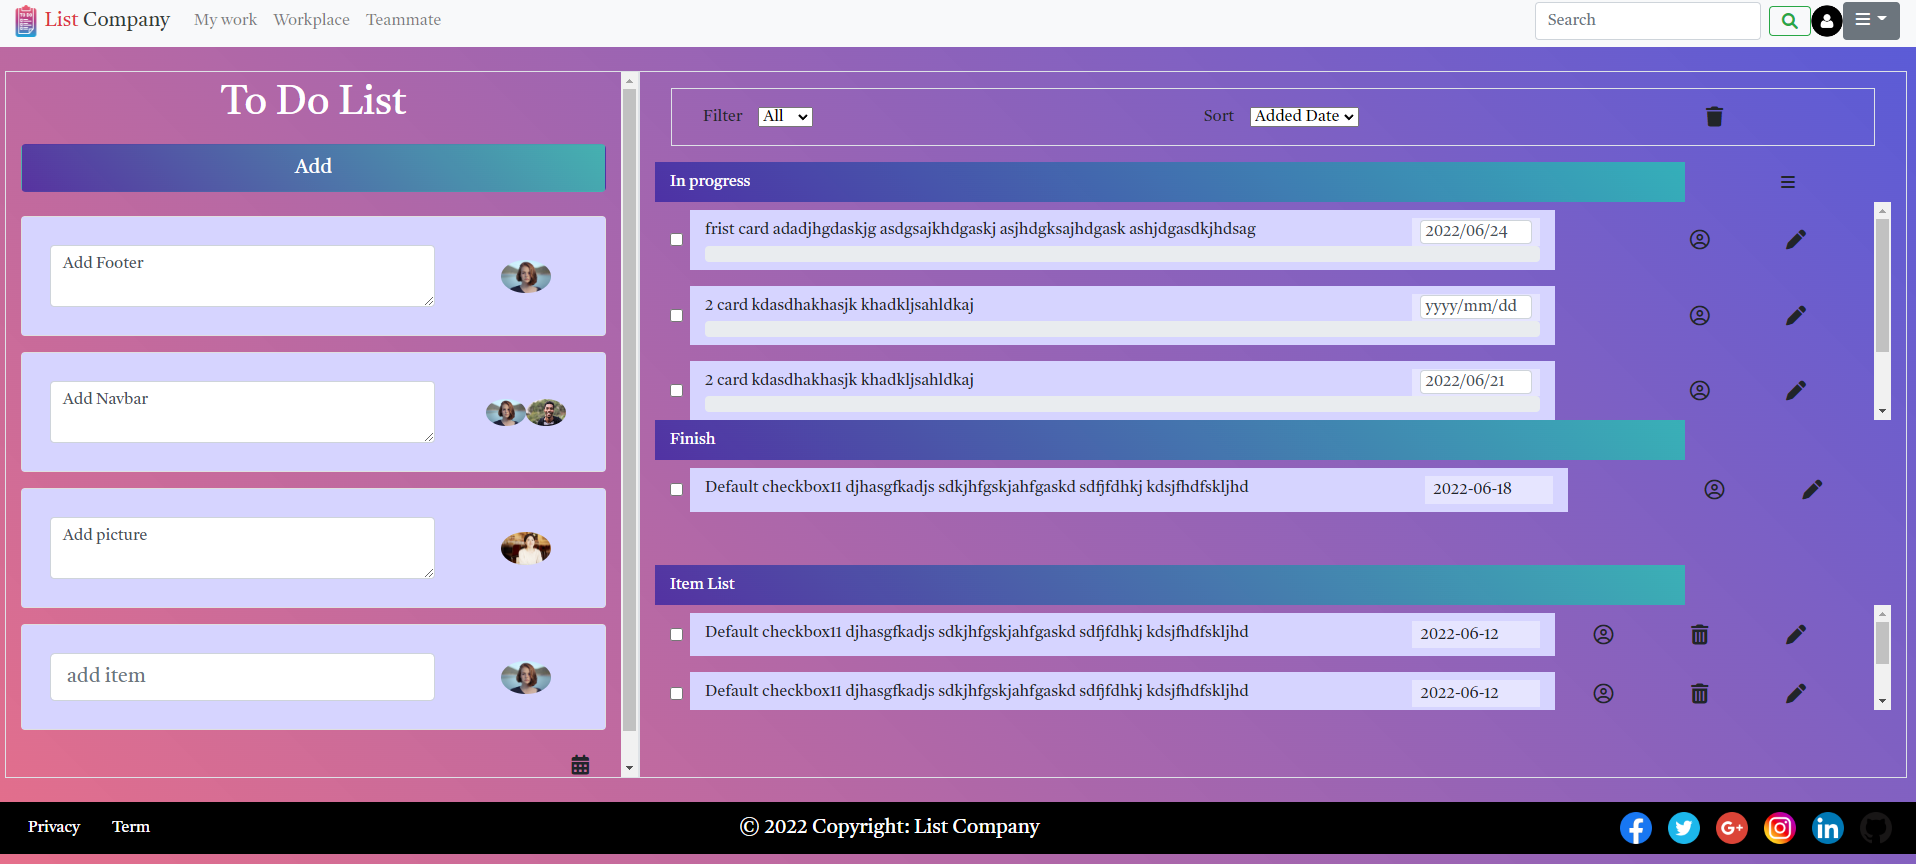 List Company My work Workplace Teammate Search
To Do List
Add
Add Footer
Add Navbar
Add picture
add item
Filter All Sort Added Date
In progress
frist card adadjhgdaskjg asdgsajkhdgaskj asjhdgksajhdgask ashjdgasdkjhdsag 2022/06/24
2 card kdasdhakhasjk khadkljsahldkaj yyyy/mm/dd
2 card kdasdhakhasjk khadkljsahldkaj 2022/06/21
Finish
Default checkbox11 djhasgfkadjs sdkjhfgskjahfgaskd sdfjfdhkj kdsjfhdfskljhd 2022-06-18
Item List
Default checkbox11 djhasgfkadjs sdkjhfgskjahfgaskd sdfjfdhkj kdsjfhdfskljhd 2022-06-12
Default checkbox11 djhasgfkadjs sdkjhfgskjahfgaskd sdfjfdhkj kdsjfhdfskljhd 2022-06-12
Privacy Term © 2022 Copyright: List Company